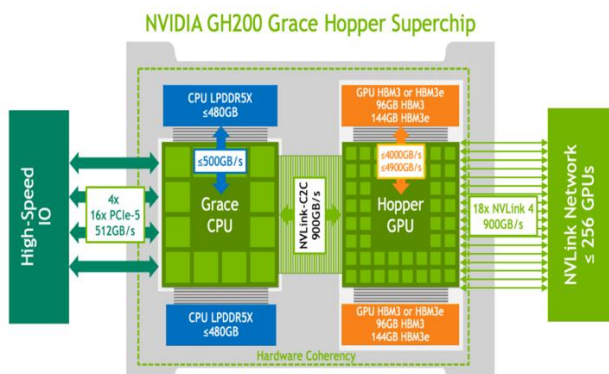 NVIDIA GH200 Grace Hopper Superchip
High-Speed
IO
4x
16x PCIe-5
512GB/s
CPU LPDDR5X
≤480GB
≤500GB/s
Grace
CPU
CPU LPDDR5X
≤480GB
NVLink-C2C
900GB/s
GPU HBM3 or HBM3e
96GB HBM3
144GB HBM3e
≤4000GB/s
≤4900GB/s
Hopper
GPU
GPU HBM3 or HBM3e
96GB HBM3
144GB HBM3e
18x NVLink 4
900GB/s
NVLink Network
≤ 256 GPUs
Hardware Coherency